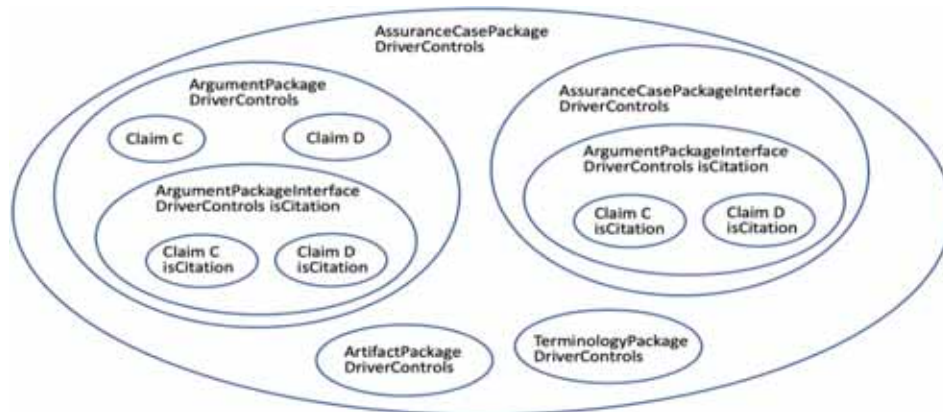 AssuranceCasePackage
DriverControls
ArgumentPackage
DriverControls
Claim C
Claim D
ArgumentPackageInterface
DriverControls isCitation
Claim C
isCitation
Claim D
isCitation
AssuranceCasePackageInterface
DriverControls
ArgumentPackageInterface
DriverControls isCitation
Claim C
isCitation
Claim D
isCitation
ArtifactPackage
DriverControls
TerminologyPackage
DriverControls